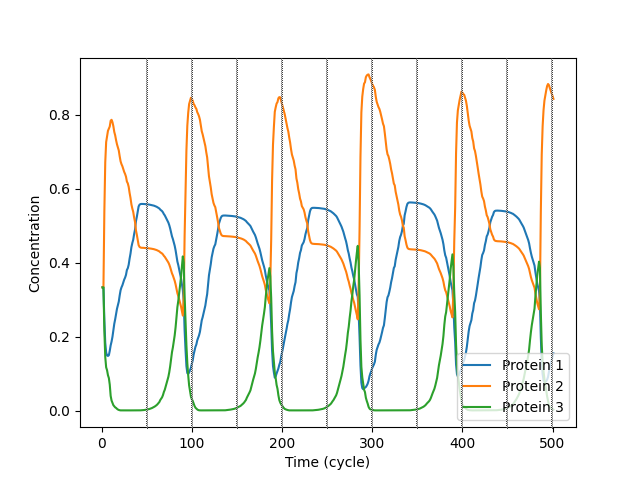 0.8
0.6
0.4
0.2
0.0
Concentration
0
100
200
300
400
500
Time (cycle)
Protein 1
Protein 2
Protein 3